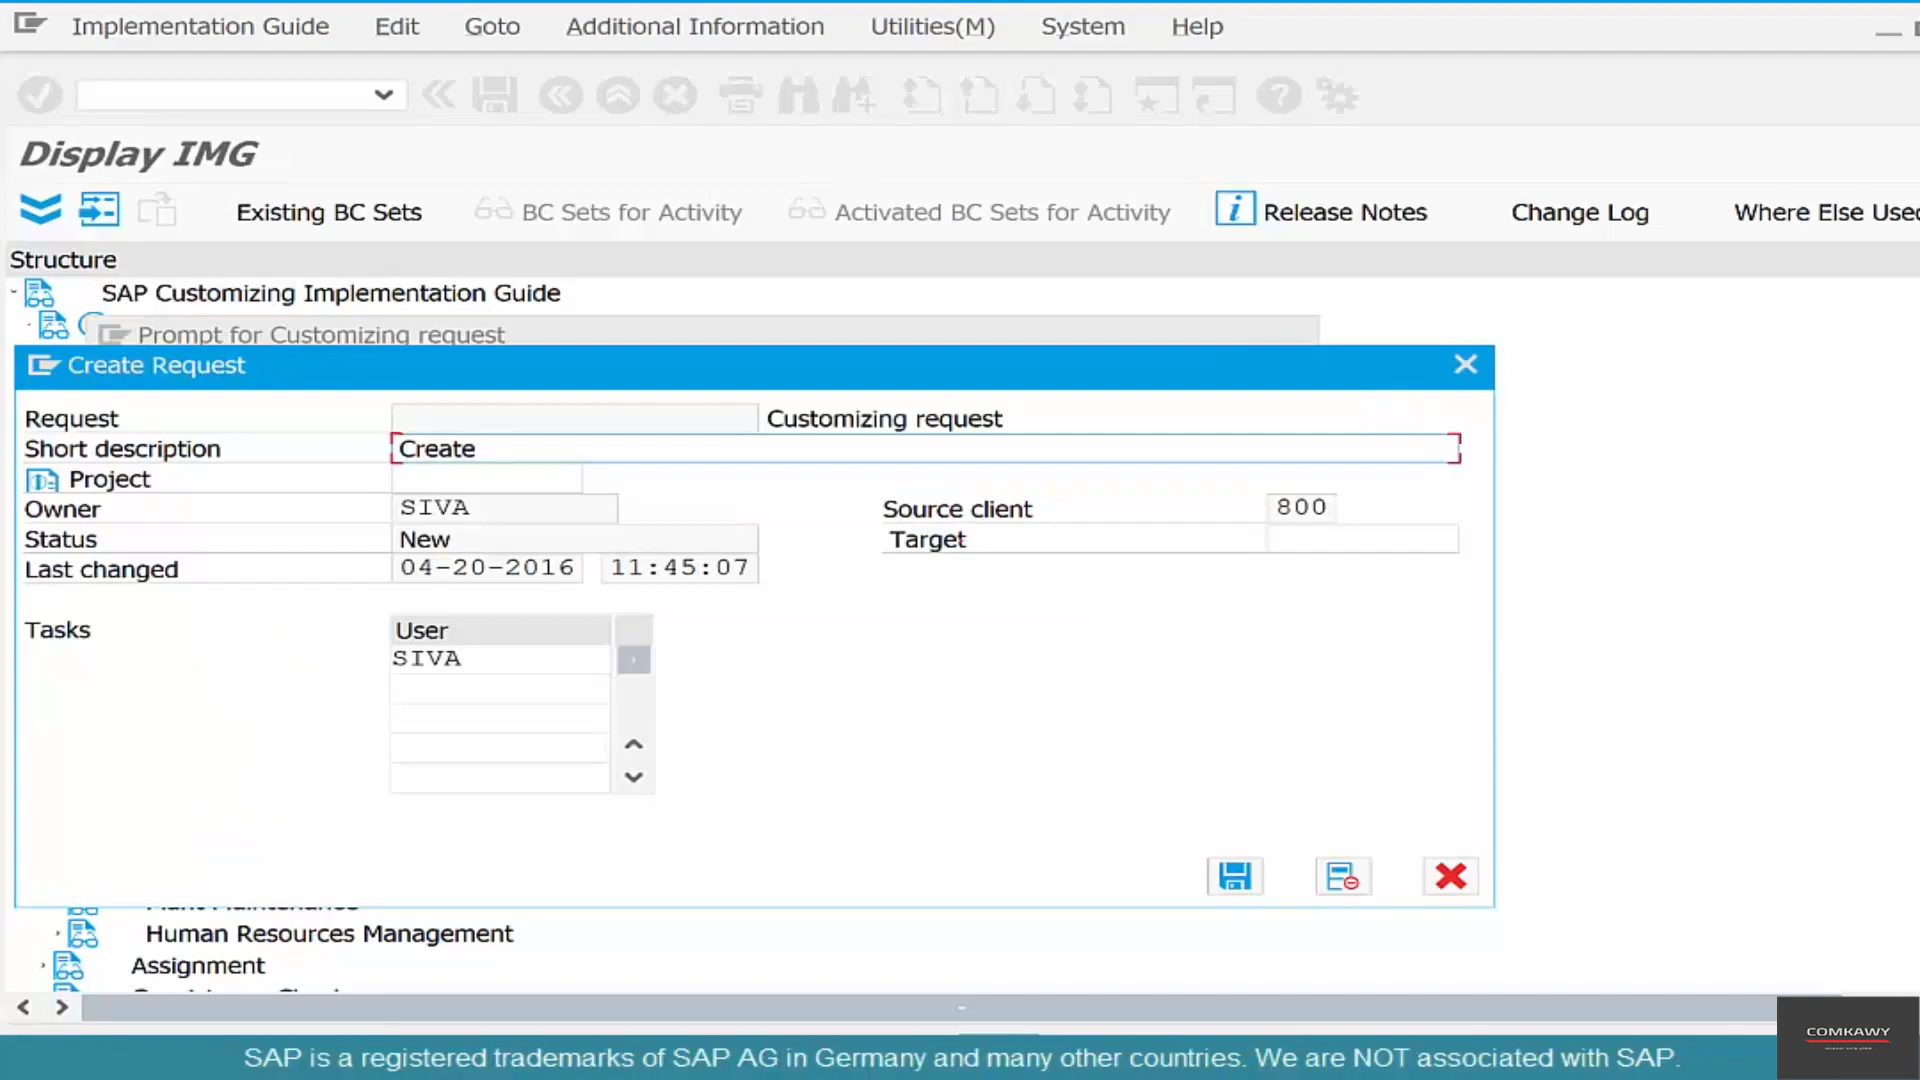 Implementation Guide Edit Goto Additional Information Utilities(M) System Help
Display IMG
Existing BC Sets BC Sets for Activity Activated BC Sets for Activity Release Notes Change Log Where Else Used
Structure
SAP Customizing Implementation Guide
Prompt for Customizing request
Create Request
Request Customizing request
Short description Create
Project
Owner SIVA Source client 800
Status New Target
Last changed 04-20-2016 11:45:07
Tasks User
SIVA
Human Resources Management
Assignment
SAP is a registered trademarks of SAP AG in Germany and many other countries. We are NOT associated with SAP.
COMKAWY